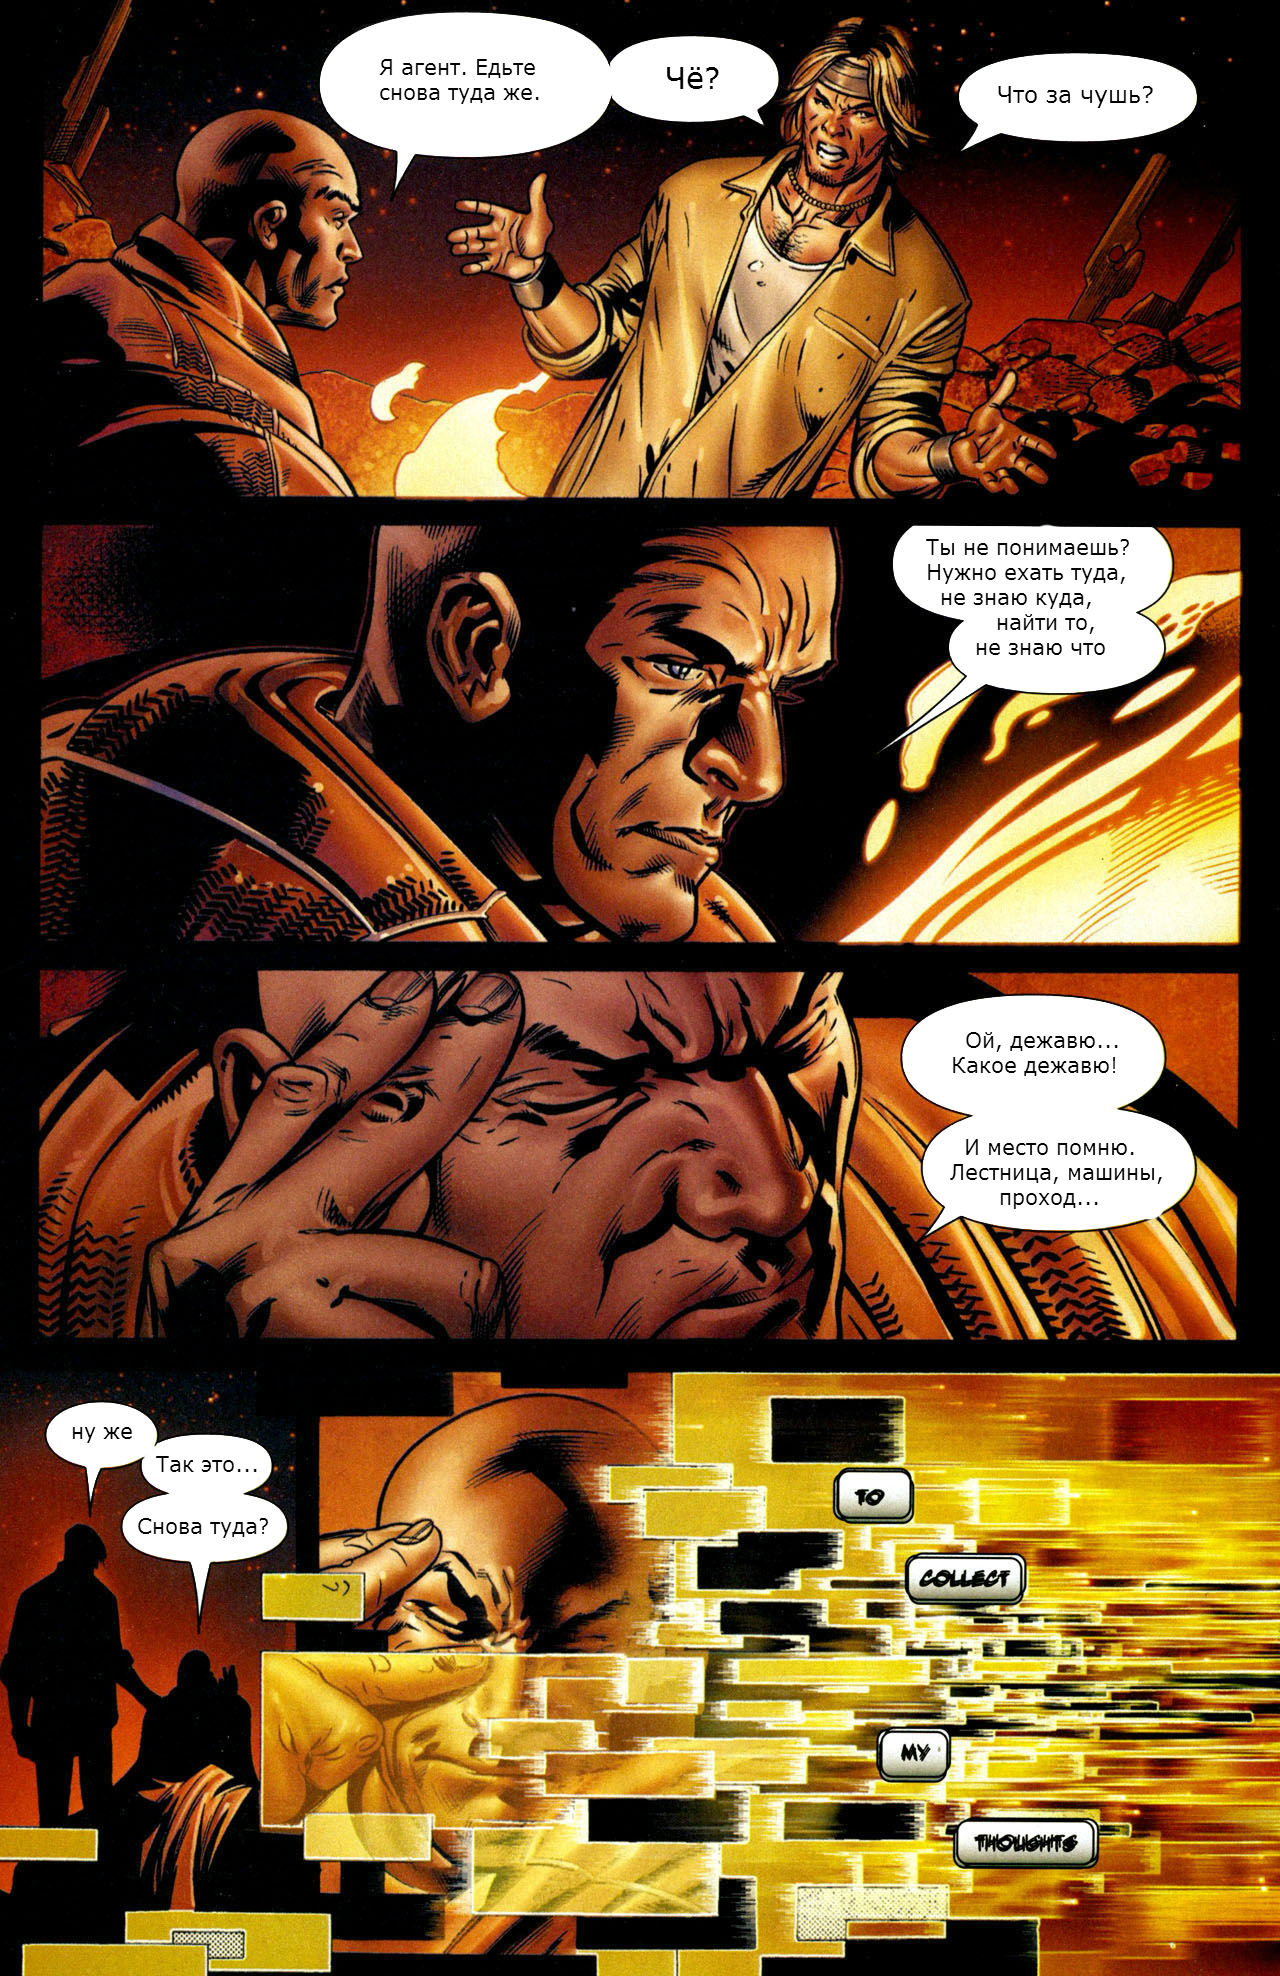 Я агент. Едьте
снова туда же.
Чё?
Что за чушь?
Ты не понимаешь?
Нужно ехать туда,
не знаю куда,
найти то,
не знаю что
Ой, дежавю...
Какое дежавю!
И место помню.
Лестница, машины,
проход...
ну же
Так это...
Снова туда?
TO
COLLECT
MY
THOUGHTS